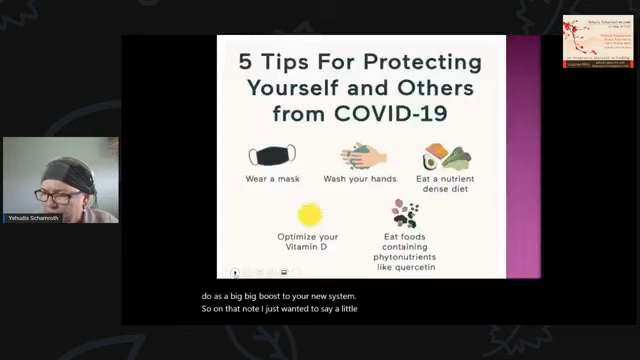 5 Tips For Protecting
Yourself and Others
from COVID-19
Wear a mask
Wash your hands
Eat a nutrient
dense diet
Optimize your
Vitamin D
Eat foods
containing
phytonutrients
like quercetin
Yehudis Schamroth
do as a big big boost to your new system.
So on that note I just wanted to say a little